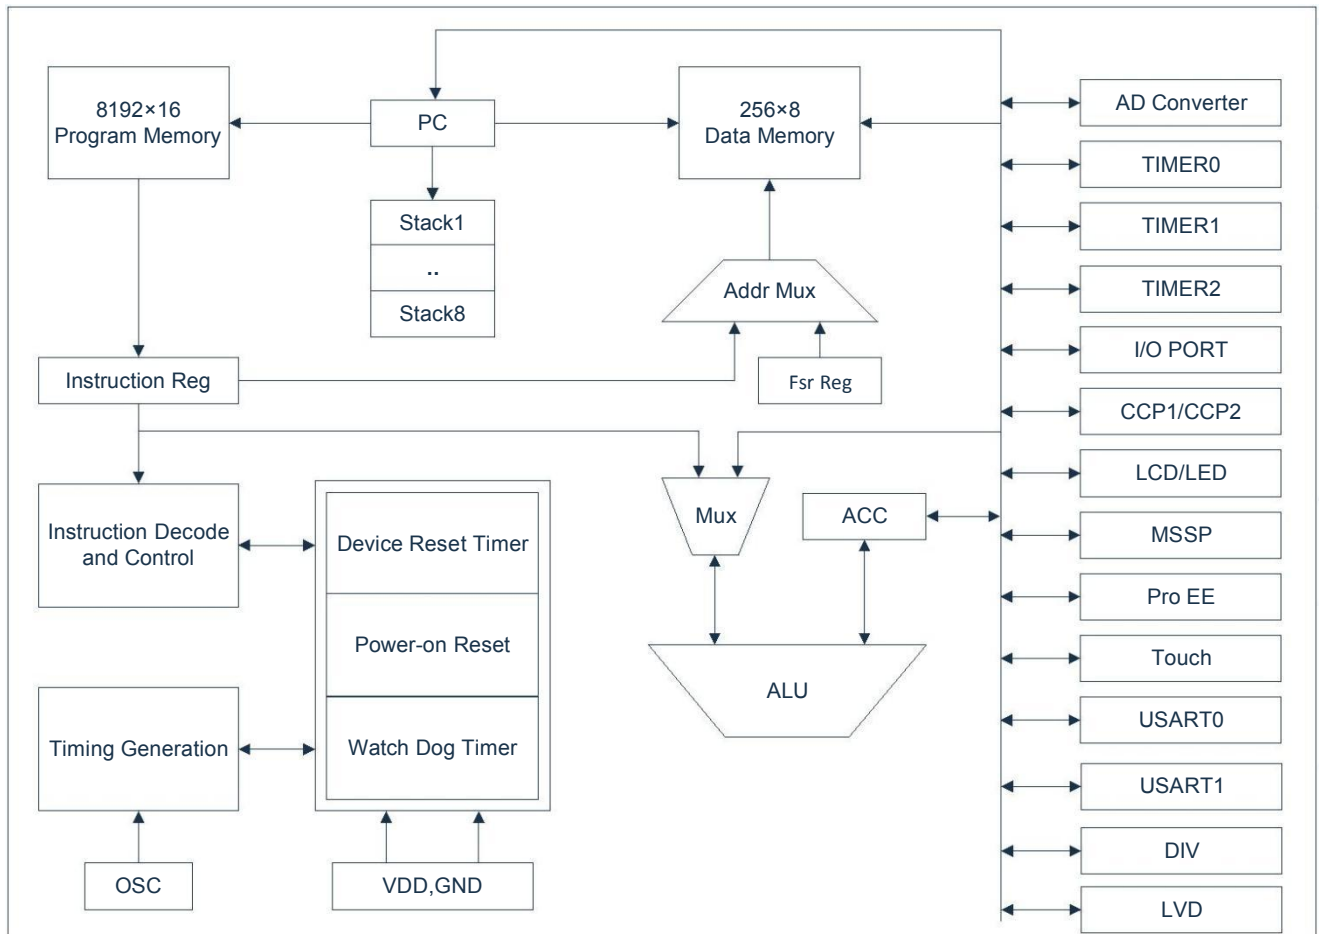 8192×16
Program Memory
PC
256×8
Data Memory
AD Converter
TIMER0
TIMER1
TIMER2
I/O PORT
CCP1/CCP2
LCD/LED
MSSP
Pro EE
Touch
USART0
USART1
DIV
LVD
Stack1
..
Stack8
Addr Mux
Fsr Reg
Instruction Reg
Instruction Decode
and Control
Device Reset Timer
Power-on Reset
Watch Dog Timer
Mux
ACC
ALU
Timing Generation
OSC
VDD,GND